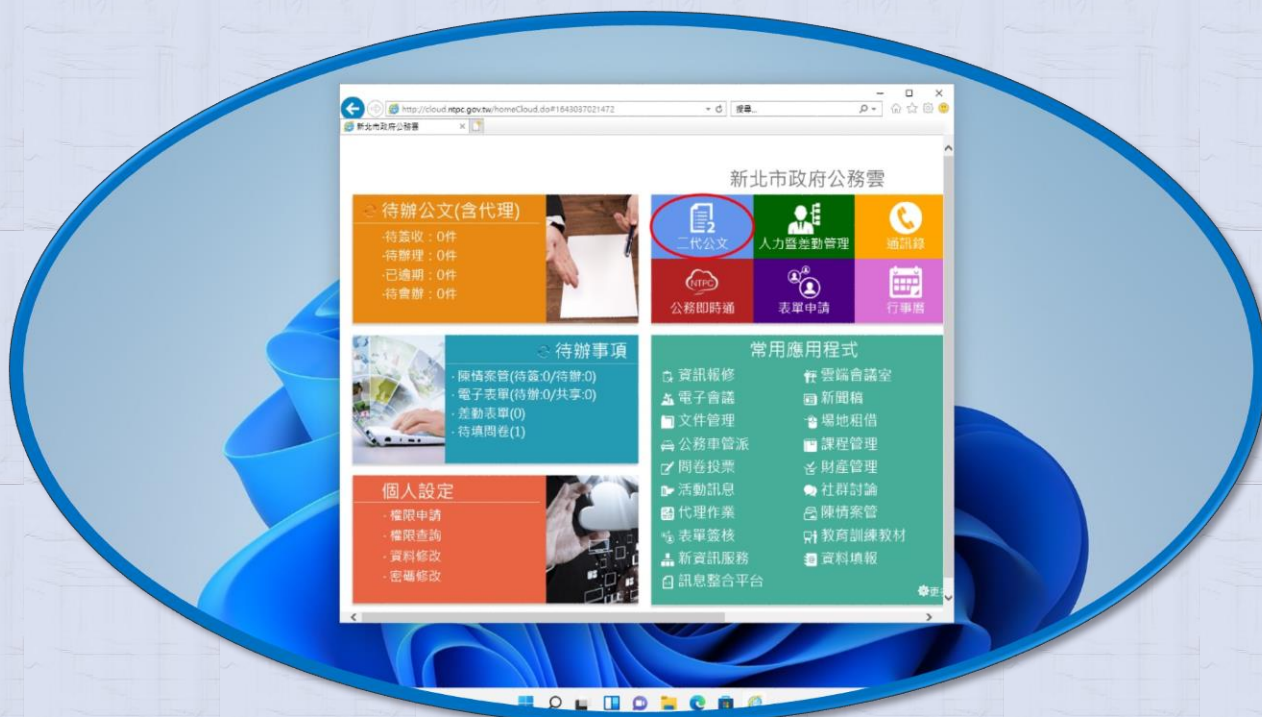 http://cloud.ntpc.gov.tw/homeCloud.do#1643087021472
搜尋...
新北市政府公務雲
新北市政府公務雲
待辦公文(含代理)
·待簽收：0件
·待辦理：0件
·已逾期：0件
·待會辦：0件
2
二代公文
人力暨差勤管理
通訊錄
NTPC
公務即時通
表單申請
行事曆
待辦事項
·陳情案管(待簽:0/待辦:0)
·電子表單(待辦:0/共享:0)
·差勤表單(0)
·待填問卷(1)
個人設定
·權限申請
·權限查詢
·資料修改
·密碼修改
常用應用程式
資訊報修
雲端會議室
電子會議
新聞稿
文件管理
場地租借
公務車管派
課程管理
問卷投票
財產管理
活動訊息
社群討論
代理作業
陳情案管
表單簽核
教育訓練教材
新資訊服務
資料填報
訊息整合平台